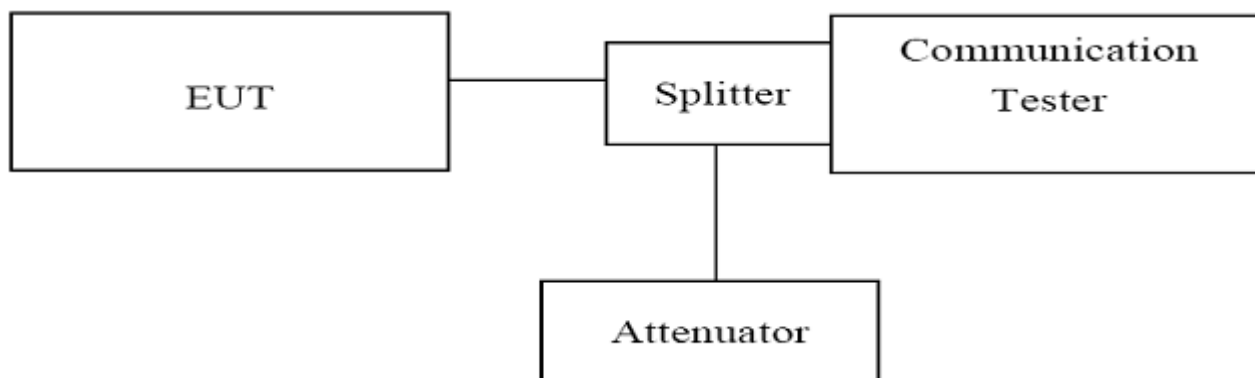 EUT
Splitter
Communication
Tester
Attenuator